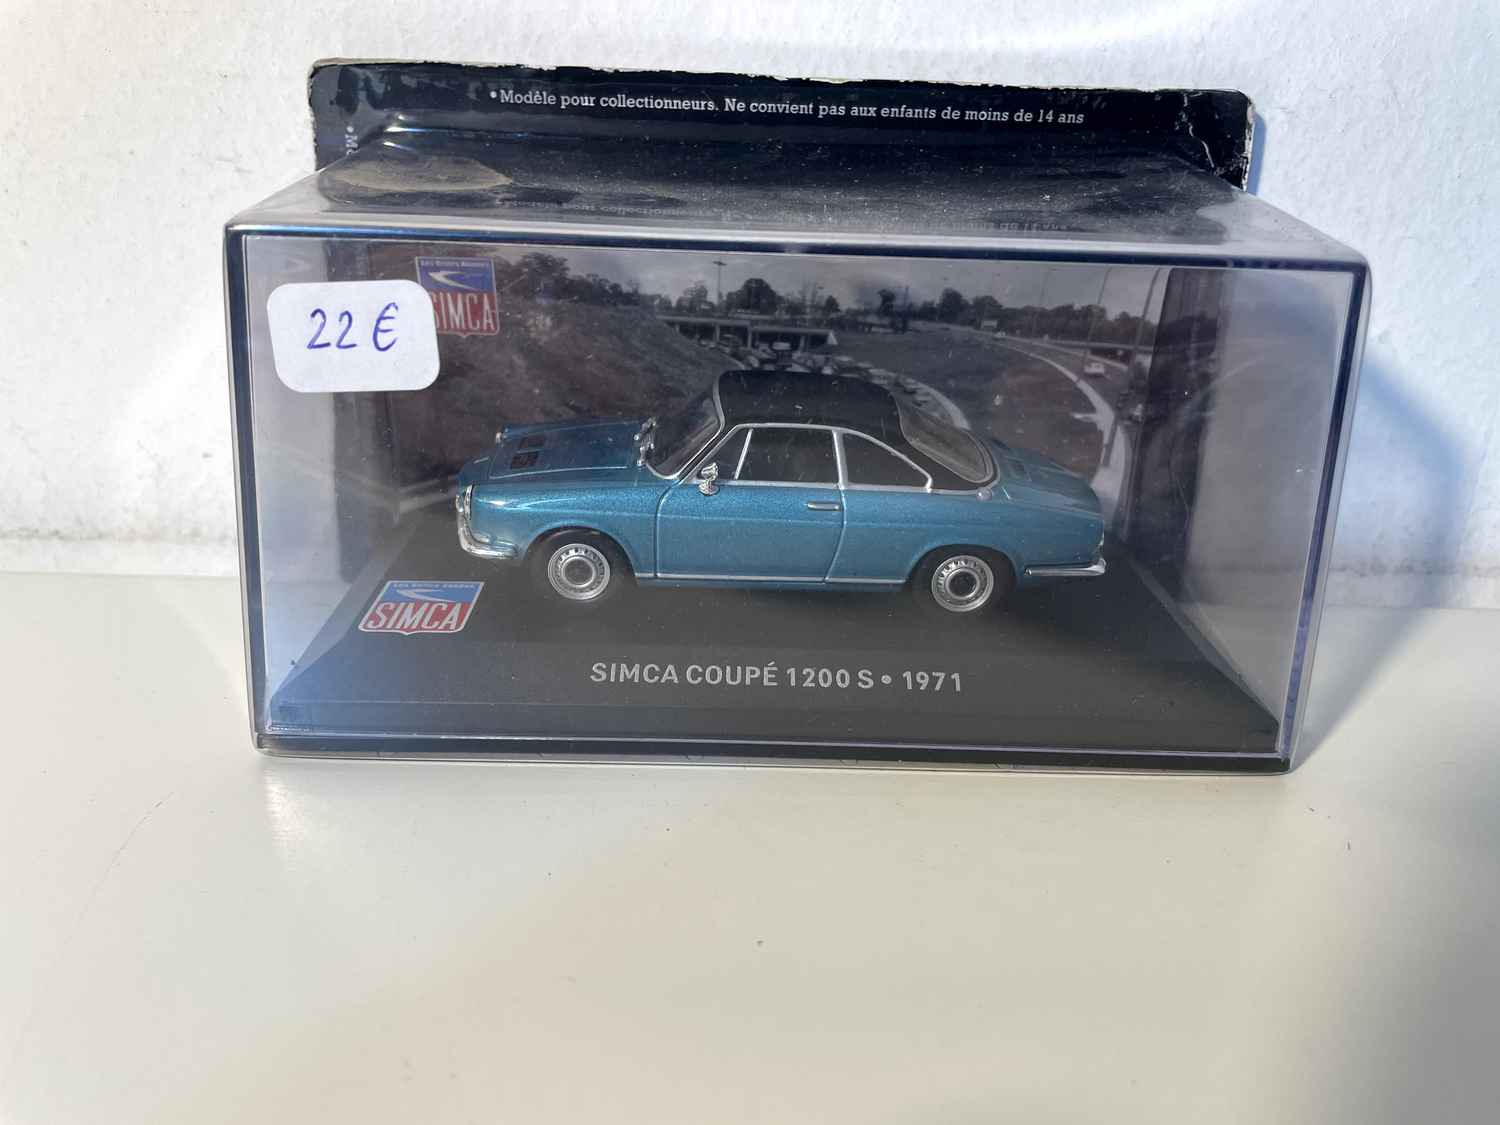 • Modèle pour collectionneurs. Ne convient pas aux enfants de moins de 14 ans
SIMCA
22 €
SIMCA
SIMCA COUPÉ 1200 S • 1971